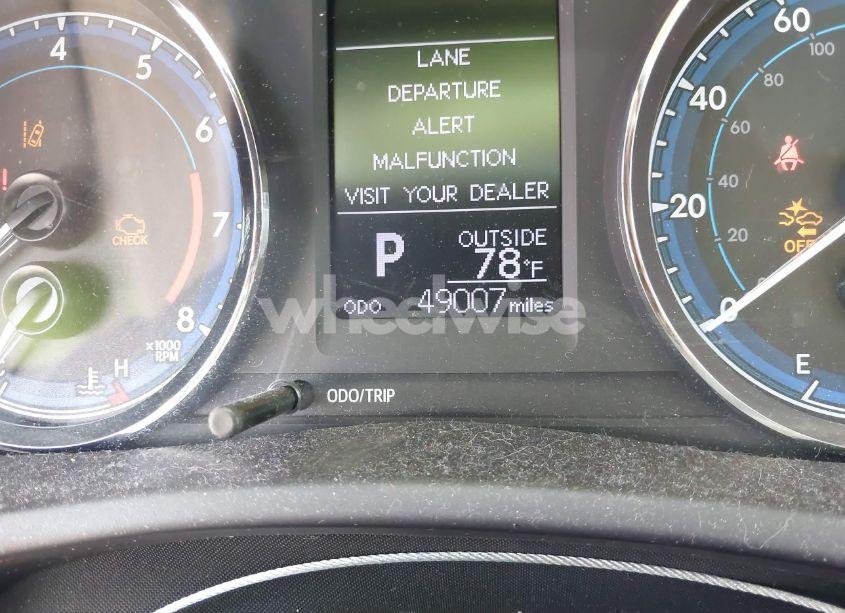 4
5
6
7
8
x1000
RPM
CHECK
H
LANE
DEPARTURE
ALERT
MALFUNCTION
VISIT YOUR DEALER
P
OUTSIDE
78°F
ODO 49007 miles
wheelwise
ODO/TRIP
60
100
80
40
60
40
20
20
0
OFF
E
!